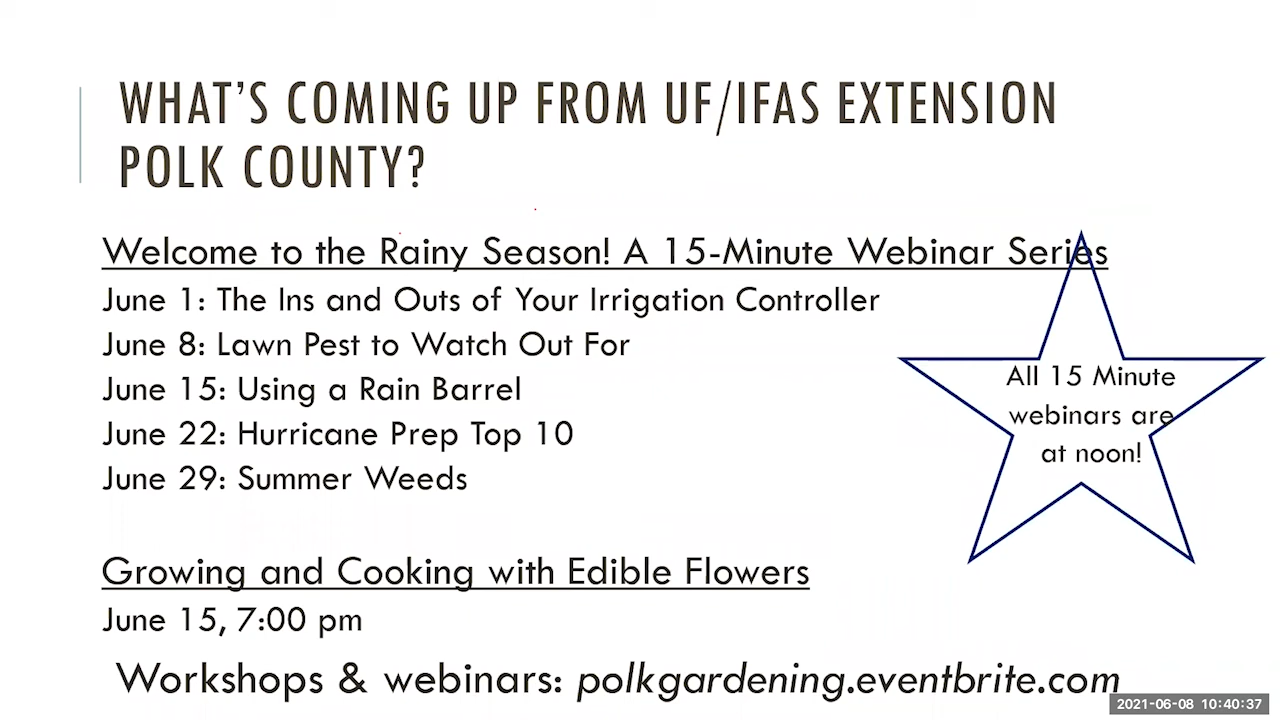 WHAT'S COMING UP FROM UF/IFAS EXTENSION
POLK COUNTY?
Welcome to the Rainy Season! A 15-Minute Webinar Series
June 1: The Ins and Outs of Your Irrigation Controller
June 8: Lawn Pest to Watch Out For
June 15: Using a Rain Barrel
June 22: Hurricane Prep Top 10
June 29: Summer Weeds
All 15 Minute
webinars are
at noon!
Growing and Cooking with Edible Flowers
June 15, 7:00 pm
Workshops & webinars: polkgardening.eventbrite.com
2021-06-08 10:40:37